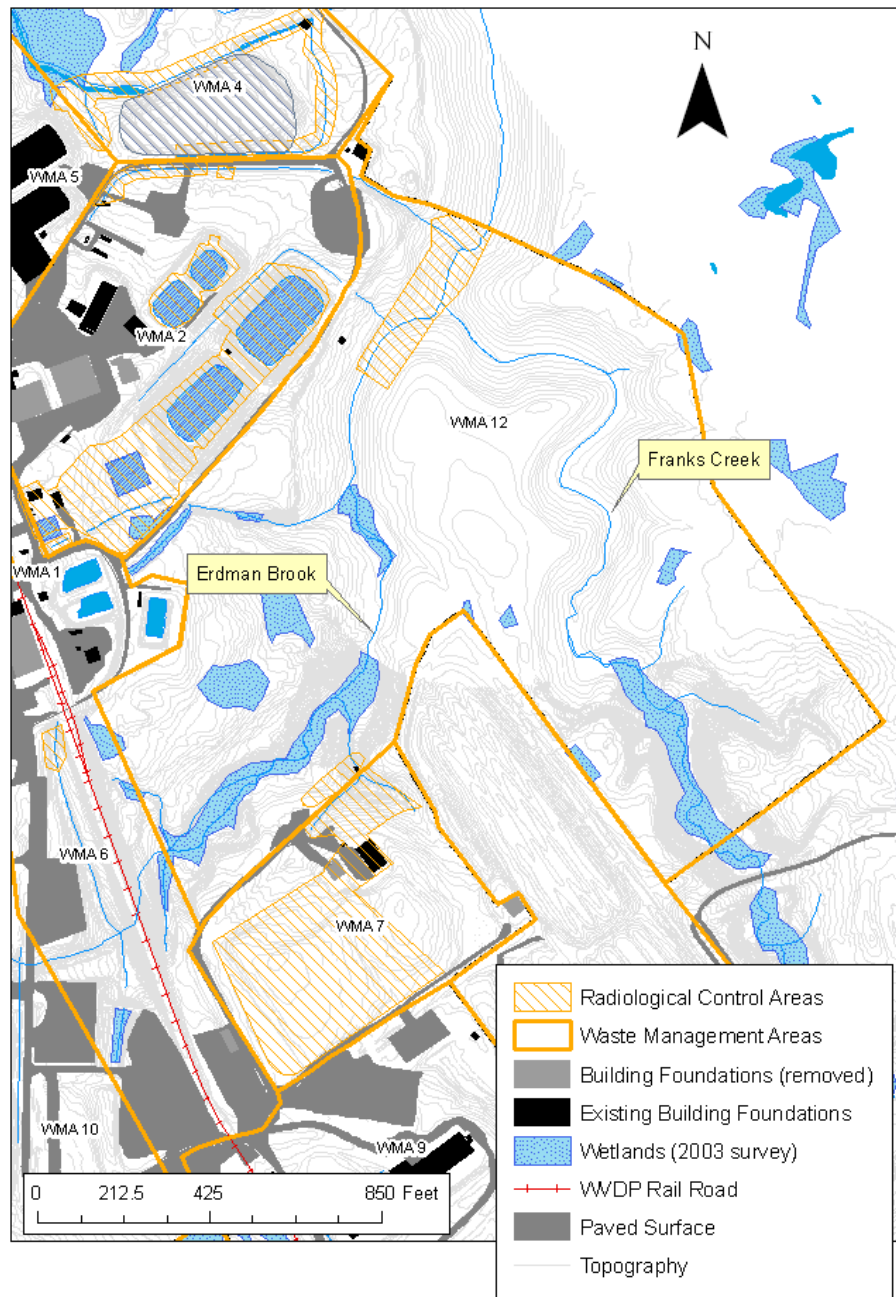 N
WMA 4
WMA 5
WMA 2
WMA 12
Franks Creek
WMA 1
Erdman Brook
WMA 6
WMA 7
WMA 10
WMA 9
0 212.5 425 850 Feet
Radiological Control Areas
Waste Management Areas
Building Foundations (removed)
Existing Building Foundations
Wetlands (2003 survey)
WVDP Rail Road
Paved Surface
Topography